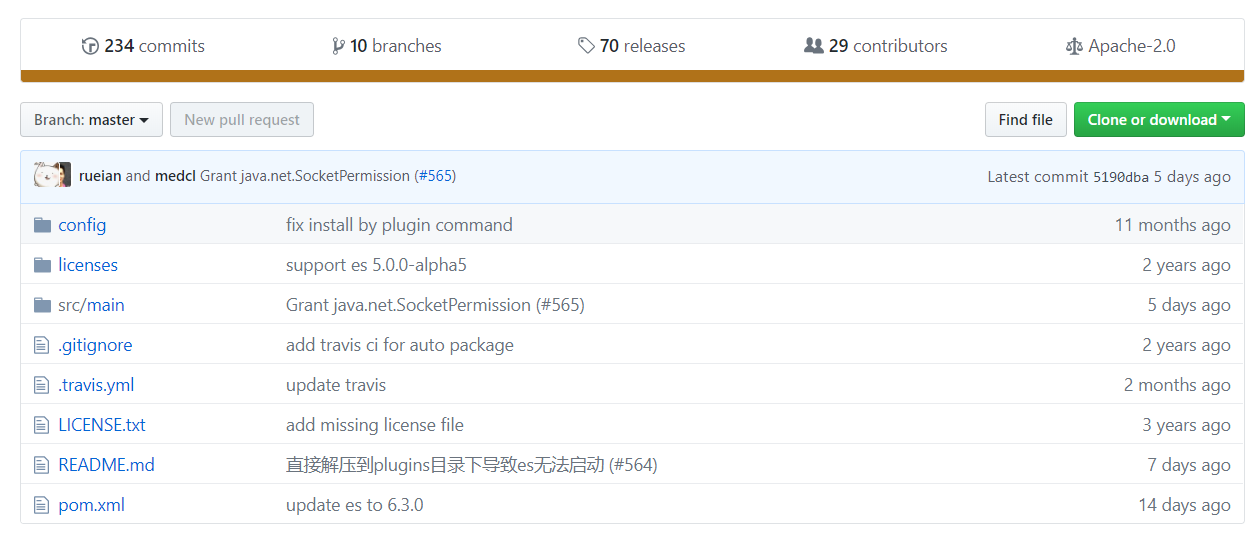 234 commits 10 branches 70 releases 29 contributors Apache-2.0
Branch: master New pull request Find file Clone or download
rueian and medcl Grant java.net.SocketPermission (#565) Latest commit 5190dba 5 days ago
config fix install by plugin command 11 months ago
licenses support es 5.0.0-alpha5 2 years ago
src/main Grant java.net.SocketPermission (#565) 5 days ago
.gitignore add travis ci for auto package 2 years ago
.travis.yml update travis 2 months ago
LICENSE.txt add missing license file 3 years ago
README.md 直接解压到plugins目录下导致es无法启动 (#564) 7 days ago
pom.xml update es to 6.3.0 14 days ago